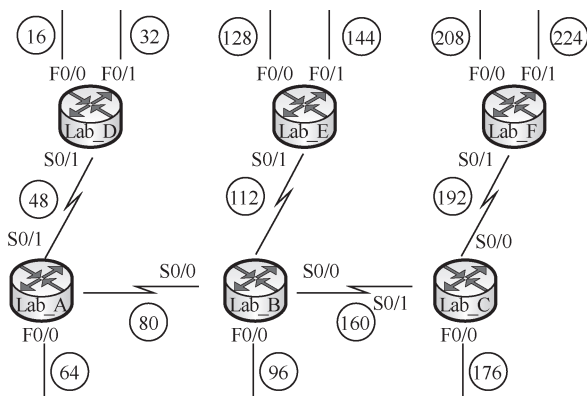 16 32 128 144 208 224
F0/0 F0/1 F0/0 F0/1 F0/0 F0/1
Lab_D Lab_E Lab_F
S0/1 S0/1 S0/1
48 112 192
S0/1 S0/0 S0/0 S0/0
Lab_A Lab_B S0/1 Lab_C
F0/0 80 F0/0 160 F0/0
64 96 176